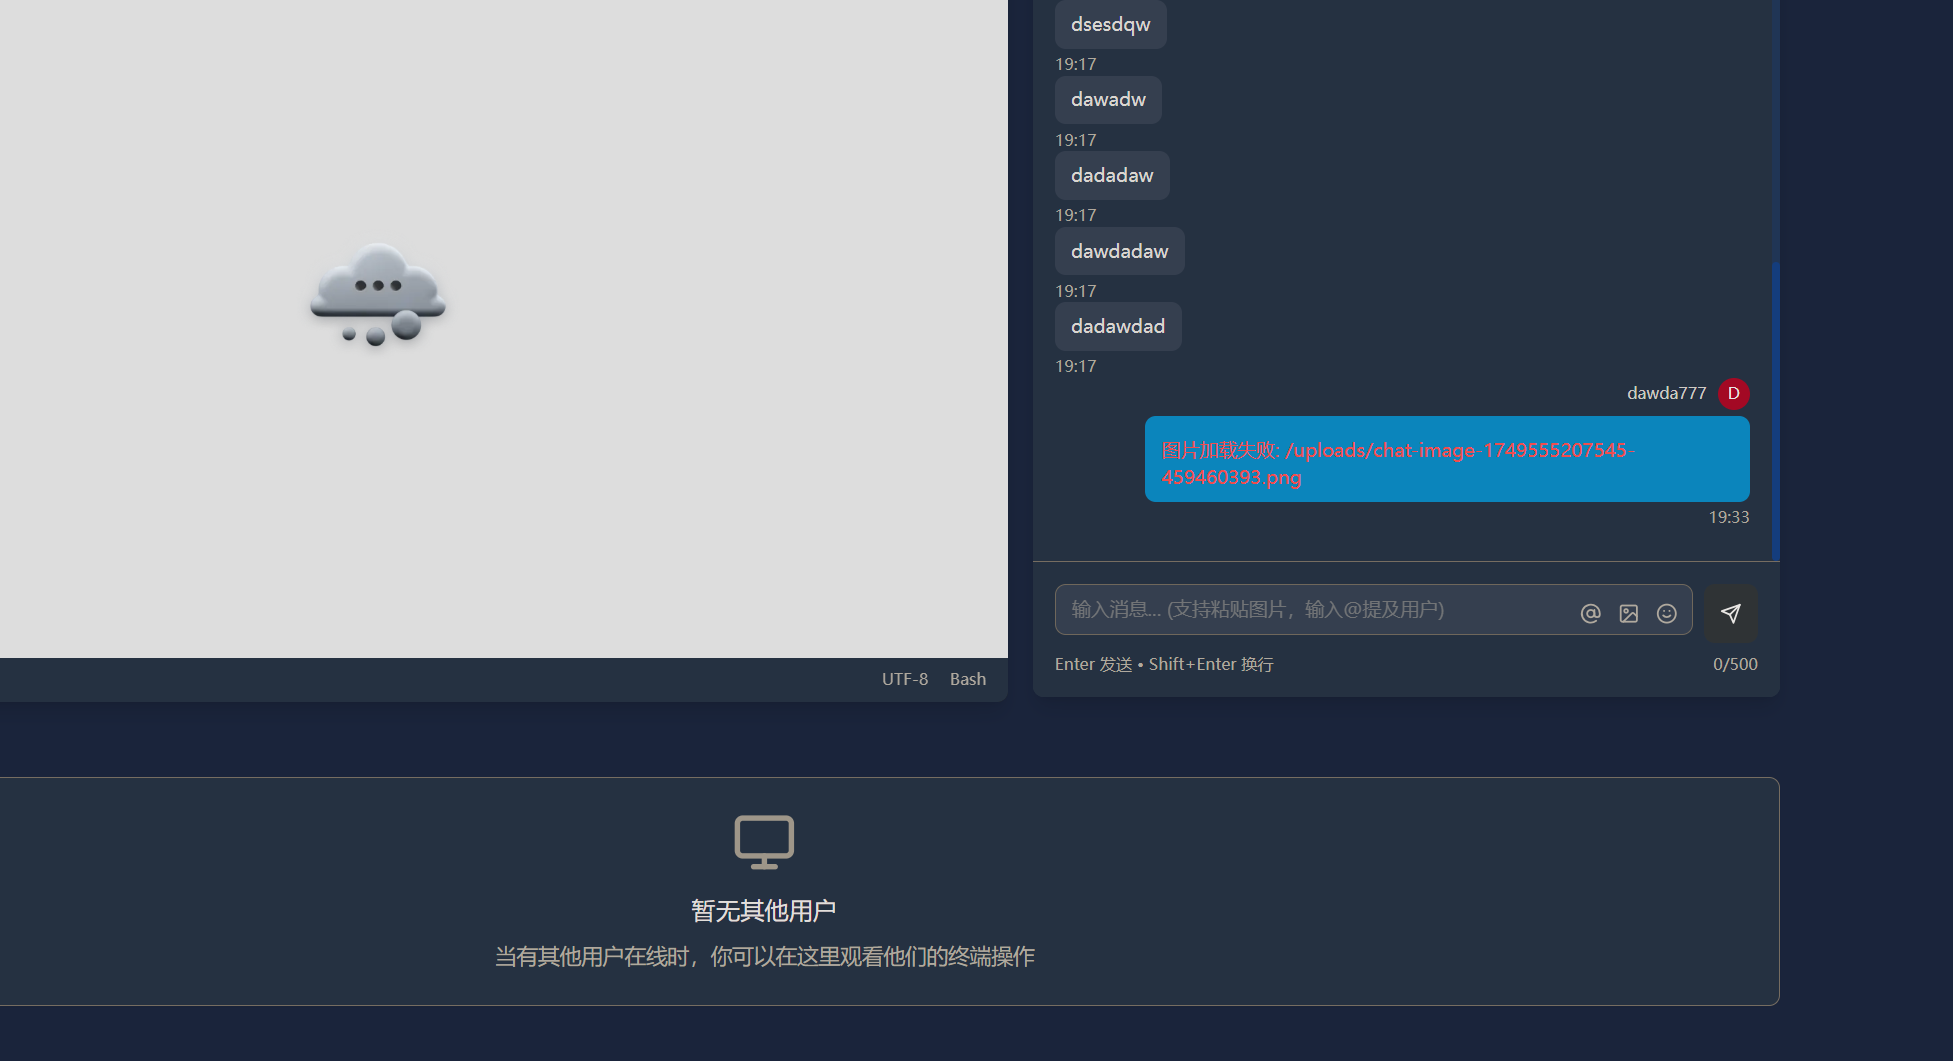 dsesdqw
19:17
dawadw
19:17
dadadaw
19:17
dawdadaw
19:17
dadawdad
19:17
dawda777 D
图片加载失败: /uploads/chat-image-1749555207545-
459460393.png
19:33
输入消息... (支持粘贴图片，输入@提及用户)
Enter 发送 • Shift+Enter 换行
0/500
UTF-8 Bash
暂无其他用户
当有其他用户在线时，你可以在这里观看他们的终端操作